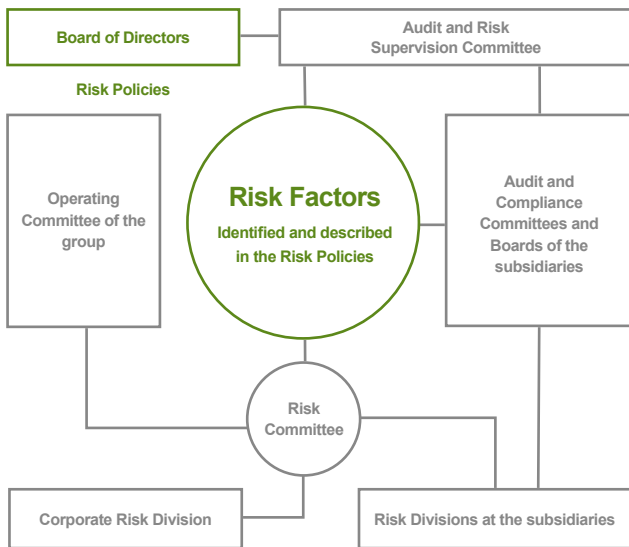 Board of Directors
Audit and Risk
Supervision Committee
Risk Policies
Operating
Committee of the
group
Risk Factors
Identified and described
in the Risk Policies
Audit and
Compliance
Committees and
Boards of the
subsidiaries
Risk
Committee
Corporate Risk Division
Risk Divisions at the subsidiaries